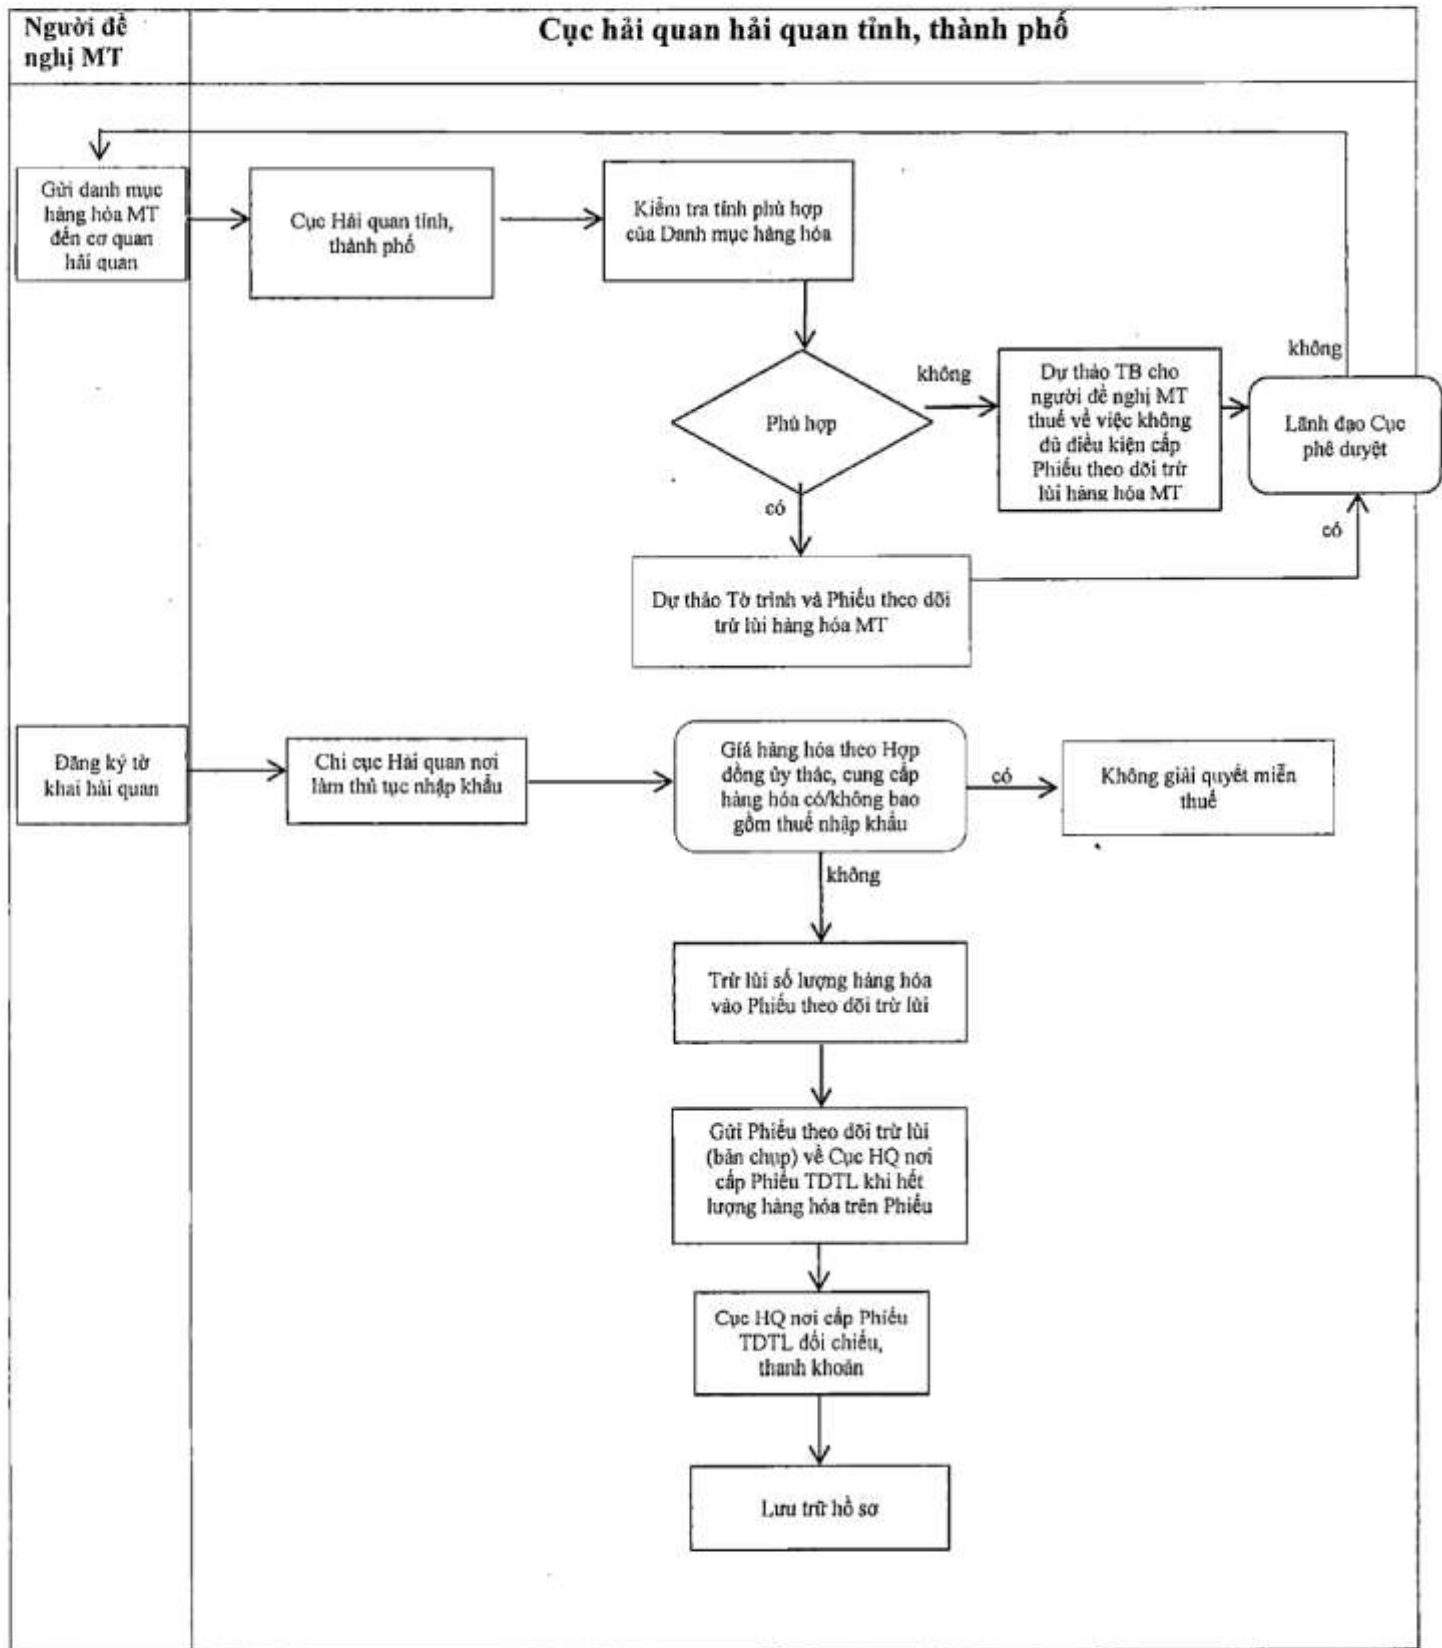 Người đề
nghị MT
Cục hải quan hải quan tỉnh, thành phố
Gửi danh mục
hàng hóa MT
đến cơ quan
hải quan
Cục Hải quan tỉnh,
thành phố
Kiểm tra tính phù hợp
của Danh mục hàng hóa
Phù hợp
không
Dự thảo TB cho
người đề nghị MT
thuế về việc không
đủ điều kiện cấp
Phiếu theo dõi trừ
lùi hàng hóa MT
không
Lãnh đạo Cục
phê duyệt
có
có
Dự thảo Tờ trình và Phiếu theo dõi
trừ lùi hàng hóa MT
Đăng ký tờ
khai hải quan
Chi cục Hải quan nơi
làm thủ tục nhập khẩu
Giá hàng hóa theo Hợp
đồng ủy thác, cung cấp
hàng hóa có/không bao
gồm thuế nhập khẩu
có
Không giải quyết miễn
thuế
không
Trừ lùi số lượng hàng hóa
vào Phiếu theo dõi trừ lùi
Gửi Phiếu theo dõi trừ lùi
(bản chụp) về Cục HQ nơi
cấp Phiếu TDTL khi hết
lượng hàng hóa trên Phiếu
Cục HQ nơi cấp Phiếu
TDTL đối chiếu,
thanh khoản
Lưu trữ hồ sơ